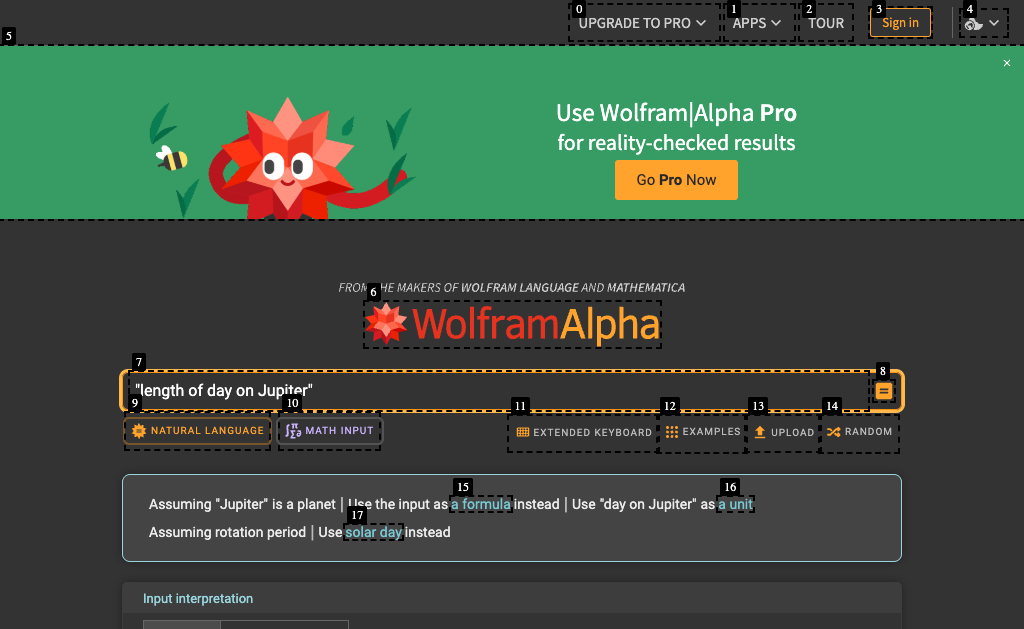 UPGRADE TO PRO APPS TOUR Sign in
0 1 2 3 4
5
Use Wolfram|Alpha Pro
for reality-checked results
Go Pro Now
FROM THE MAKERS OF WOLFRAM LANGUAGE AND MATHEMATICA
6
WolframAlpha
7 8
"length of day on Jupiter"
9 10 11 12 13 14
NATURAL LANGUAGE MATH INPUT EXTENDED KEYBOARD EXAMPLES UPLOAD RANDOM
15 16
Assuming "Jupiter" is a planet | Use the input as a formula instead | Use "day on Jupiter" as a unit
17
Assuming rotation period | Use solar day instead
Input interpretation